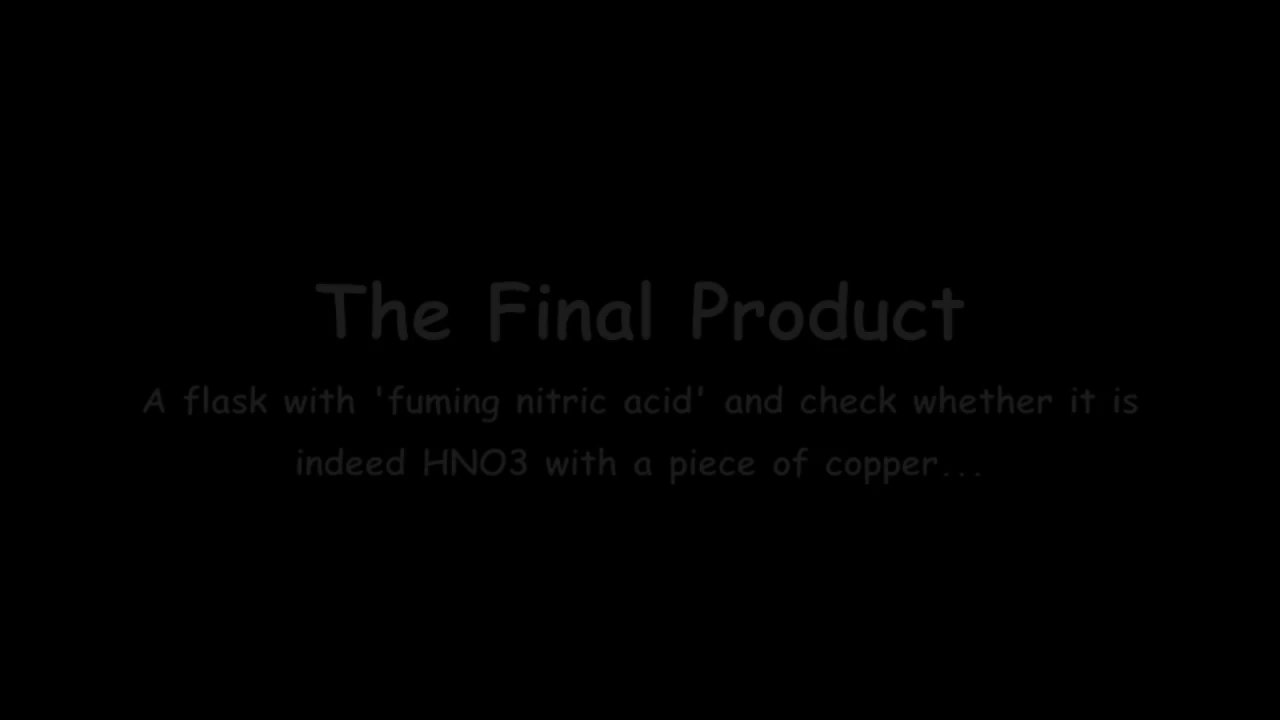 The Final Product
A flask with 'fuming nitric acid' and check whether it is
indeed HNO3 with a piece of copper...